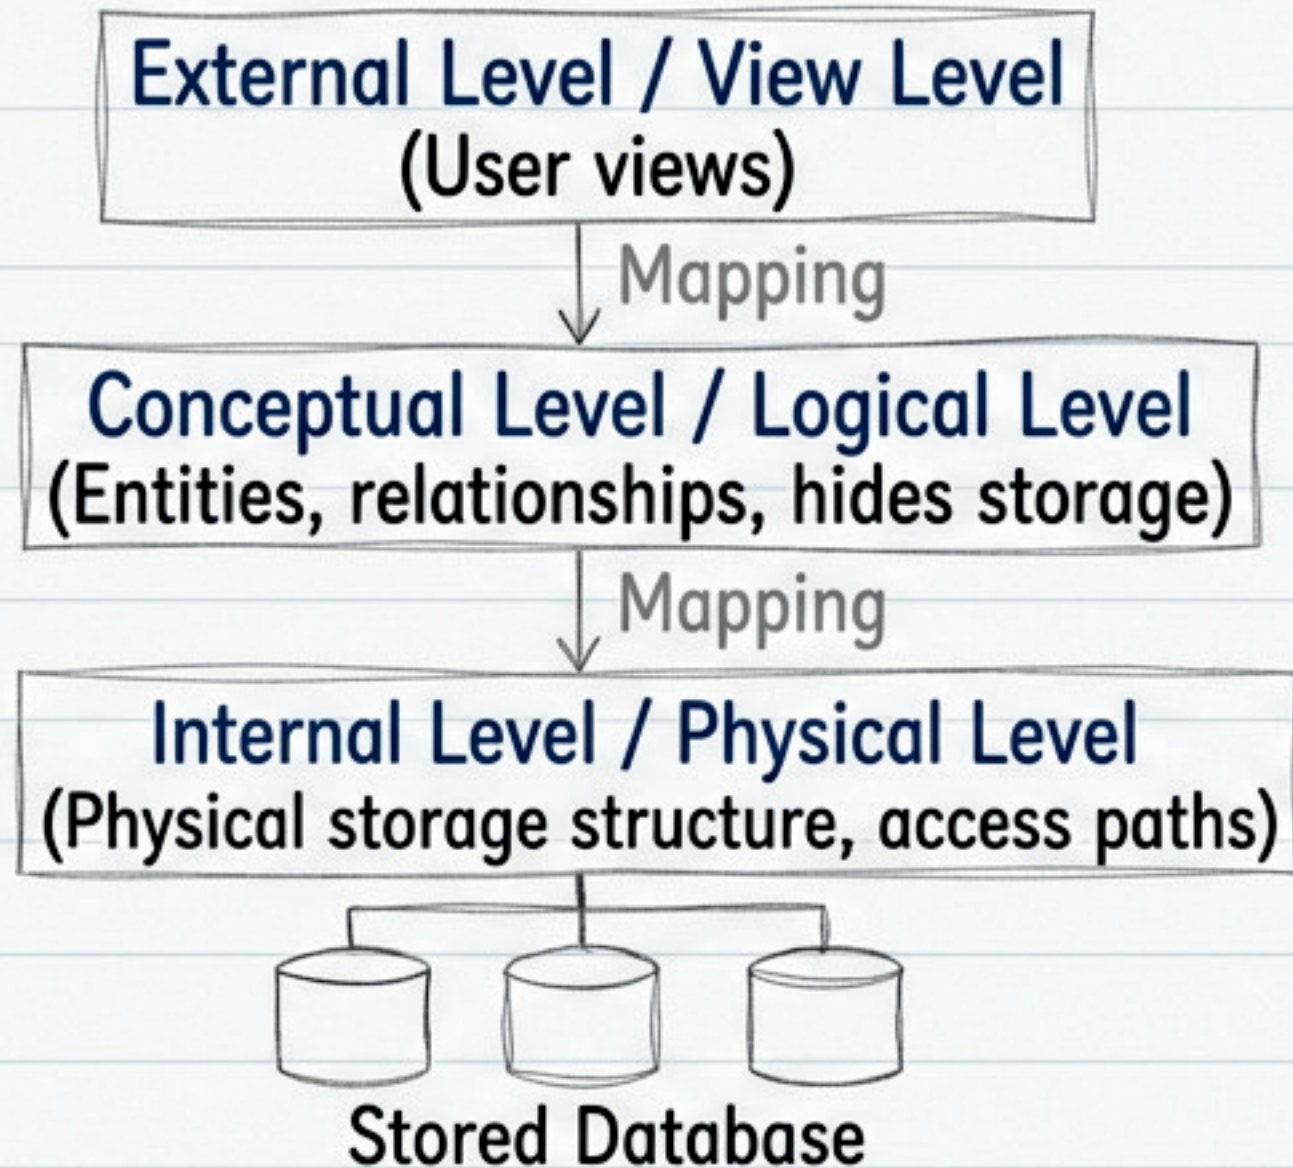 External Level / View Level
(User views)
Mapping
Conceptual Level / Logical Level
(Entities, relationships, hides storage)
Mapping
Internal Level / Physical Level
(Physical storage structure, access paths)
Stored Database